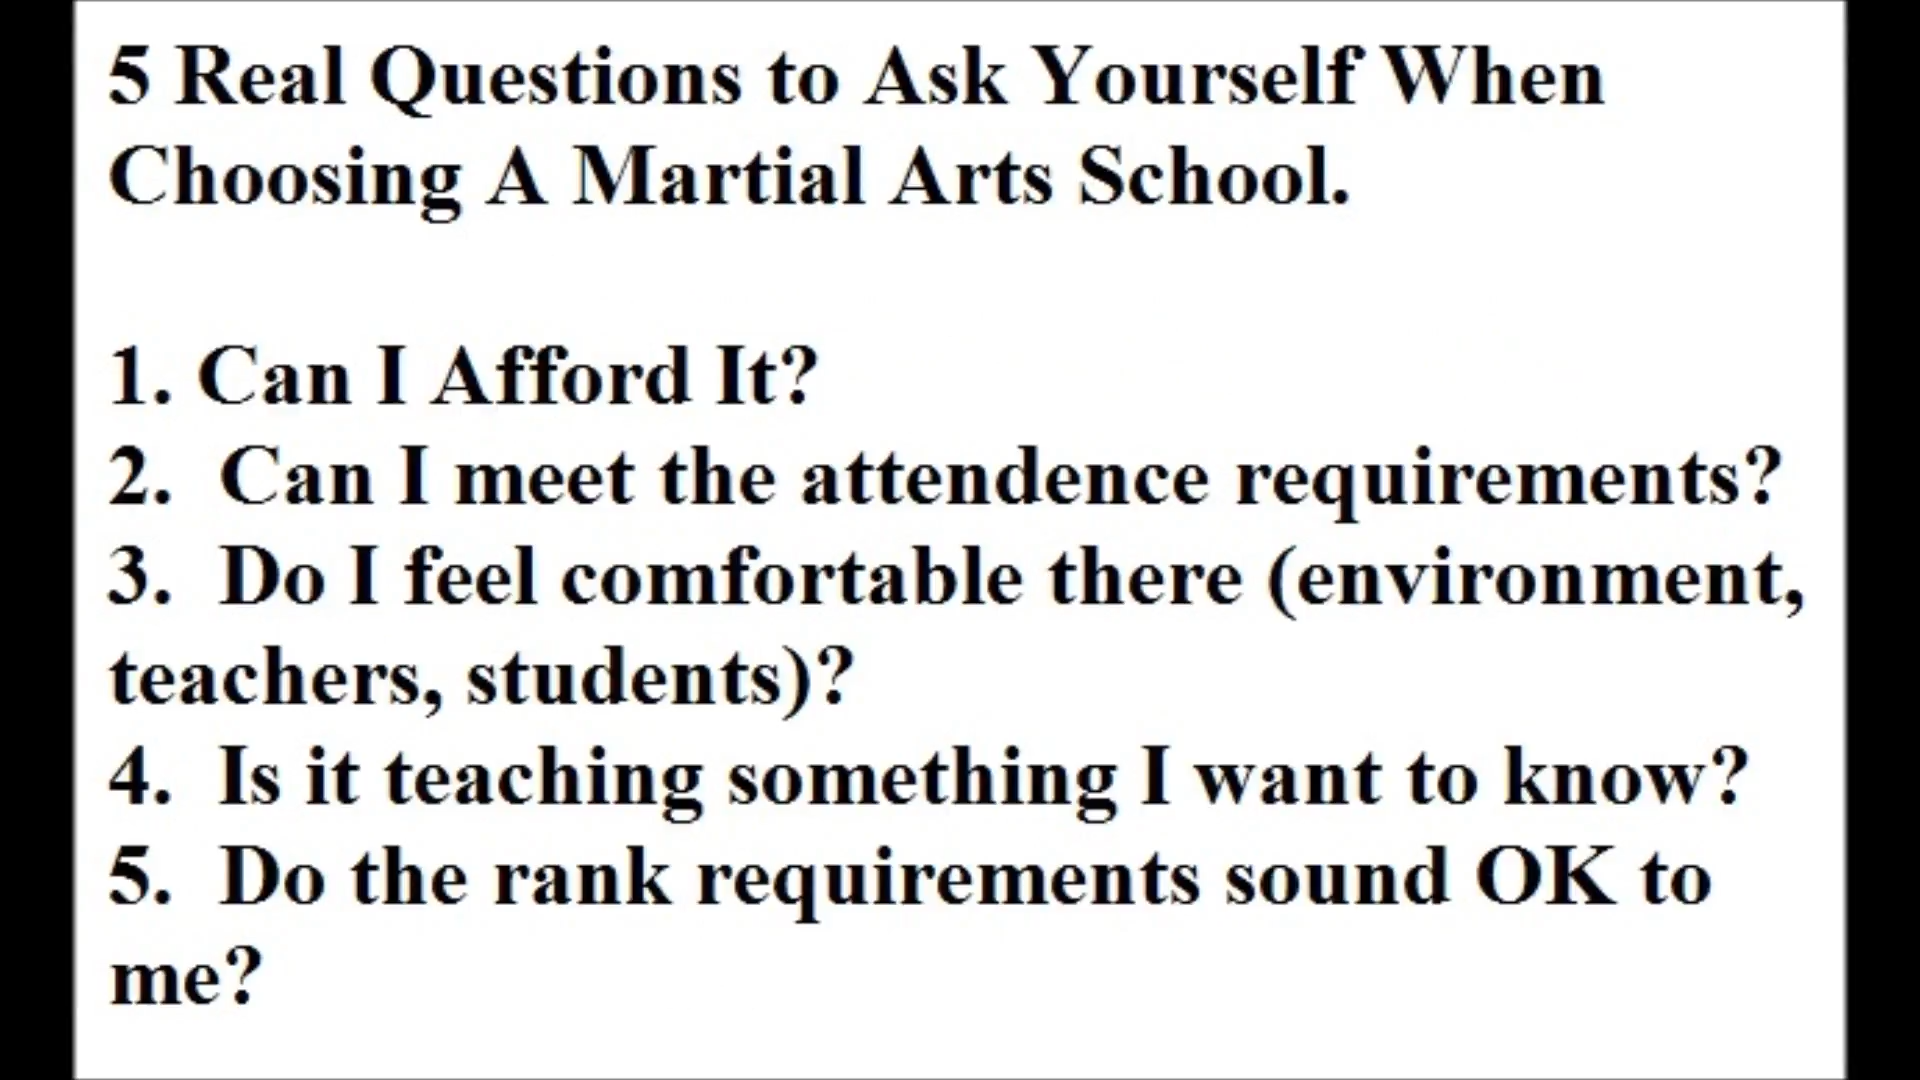 5 Real Questions to Ask Yourself When
Choosing A Martial Arts School.
1. Can I Afford It?
2.  Can I meet the attendence requirements?
3.  Do I feel comfortable there (environment,
teachers, students)?
4.  Is it teaching something I want to know?
5.  Do the rank requirements sound OK to
me?